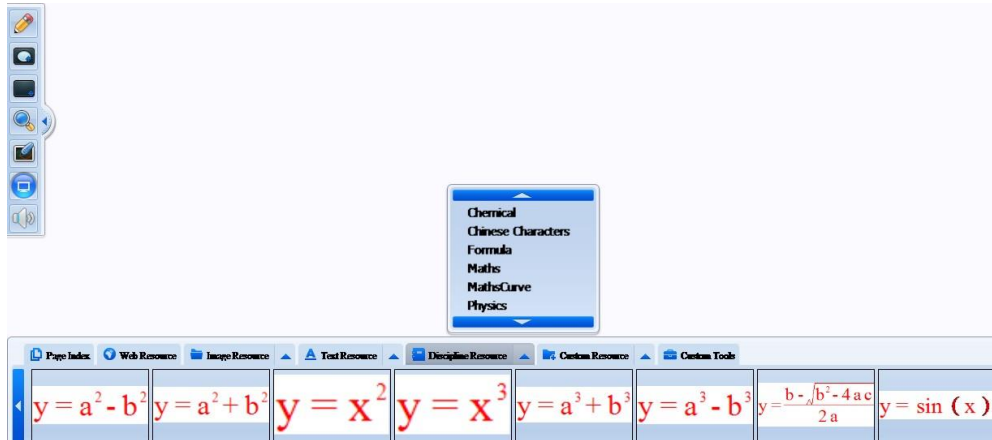 Chemical
Chinese Characters
Formula
Maths
MathsCurve
Physics
Page Index Web Resource Image Resource Text Resource Discipline Resource Custom Resource Custom Tools
y = a² - b² y = a² + b² y = x² y = x³ y = a³ + b³ y = a³ - b³ y = (b - √(b² - 4ac)) / 2a y = sin (x)